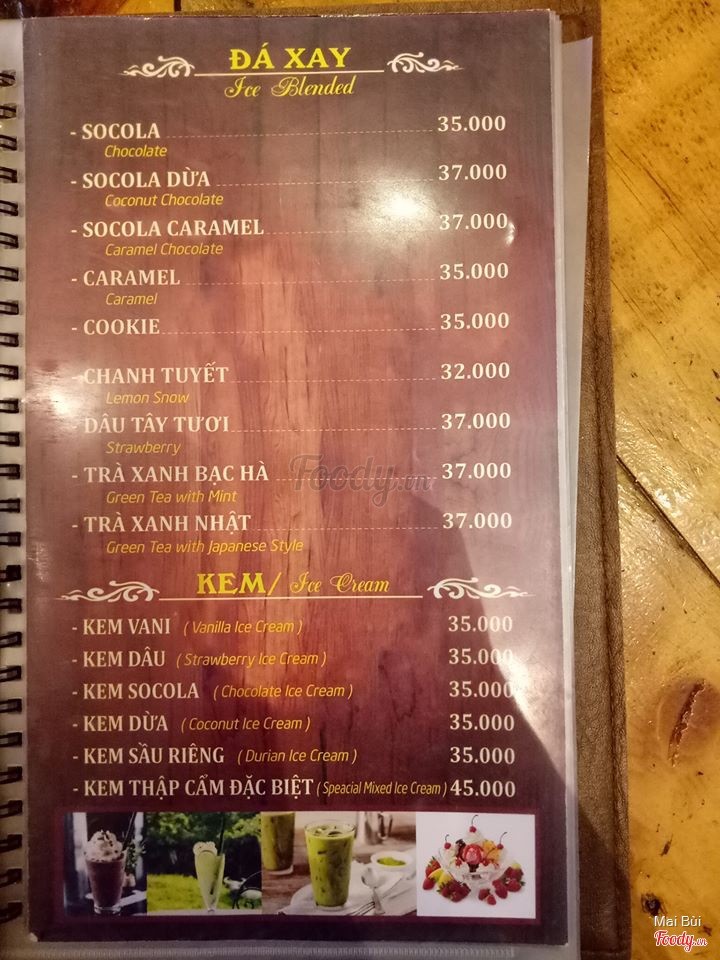 ĐÁ XAY
Ice Blended
- SOCOLA 35.000
Chocolate
- SOCOLA DỪA 37.000
Coconut Chocolate
- SOCOLA CARAMEL 37.000
Caramel Chocolate
- CARAMEL 35.000
Caramel
- COOKIE 35.000
- CHANH TUYẾT 32.000
Lemon Snow
- DÂU TÂY TƯƠI 37.000
Strawberry
- TRÀ XANH BẠC HÀ 37.000
Green Tea with Mint
- TRÀ XANH NHẬT 37.000
Green Tea with Japanese Style
Foody.vn
KEM/ Ice Cream
- KEM VANI ( Vanilla Ice Cream ) 35.000
- KEM DÂU ( Strawberry Ice Cream ) 35.000
- KEM SOCOLA ( Chocolate Ice Cream ) 35.000
- KEM DỪA ( Coconut Ice Cream ) 35.000
- KEM SẦU RIÊNG ( Durian Ice Cream ) 35.000
- KEM THẬP CẨM ĐẶC BIỆT ( Speacial Mixed Ice Cream ) 45.000
Mai Bùi
Foody.vn